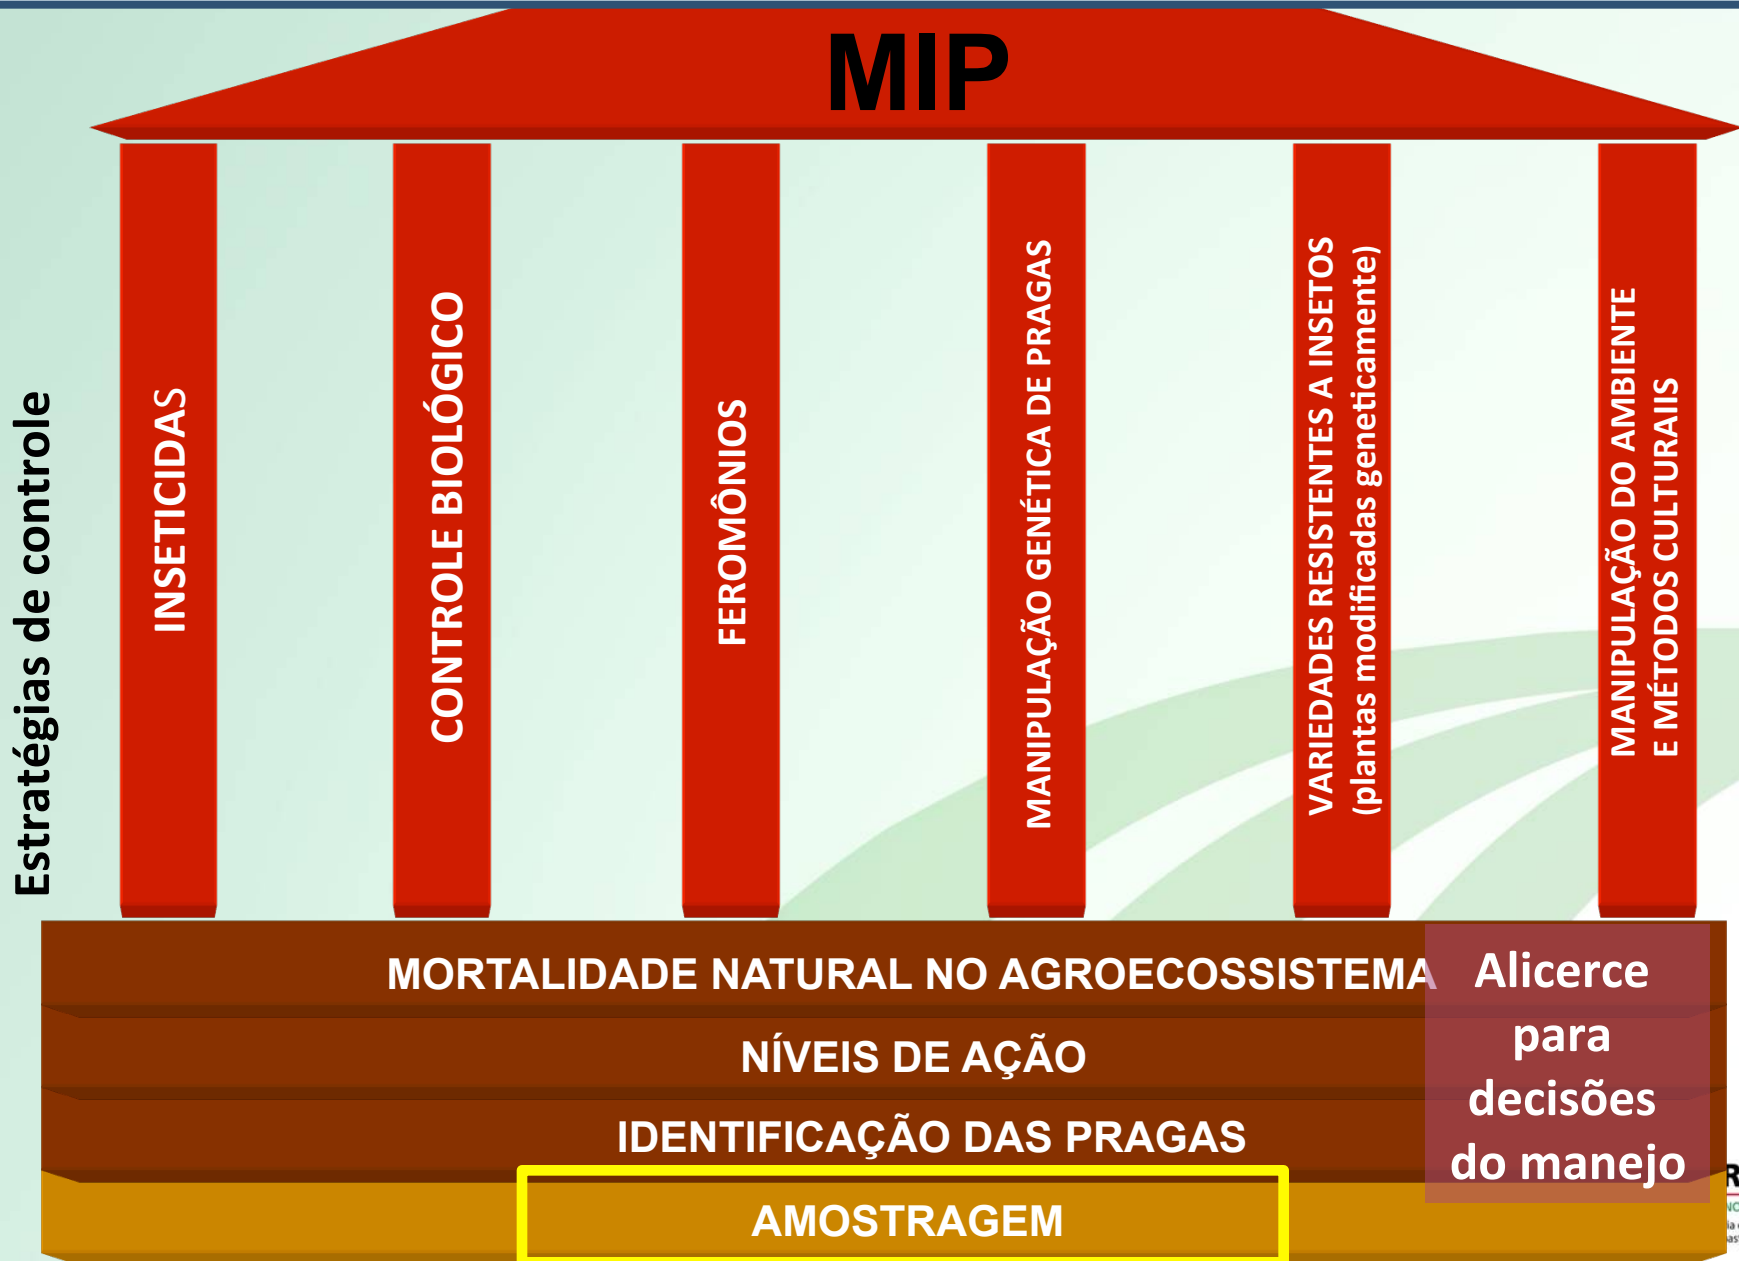 MIP
Estratégias de controle
INSETICIDAS
CONTROLE BIOLÓGICO
FEROMÔNIOS
MANIPULAÇÃO GENÉTICA DE PRAGAS
VARIEDADES RESISTENTES A INSETOS
(plantas modificadas geneticamente)
MANIPULAÇÃO DO AMBIENTE
E MÉTODOS CULTURAIIS
MORTALIDADE NATURAL NO AGROECOSSISTEMA
NÍVEIS DE AÇÃO
IDENTIFICAÇÃO DAS PRAGAS
AMOSTRAGEM
Alicerce
para
decisões
do manejo